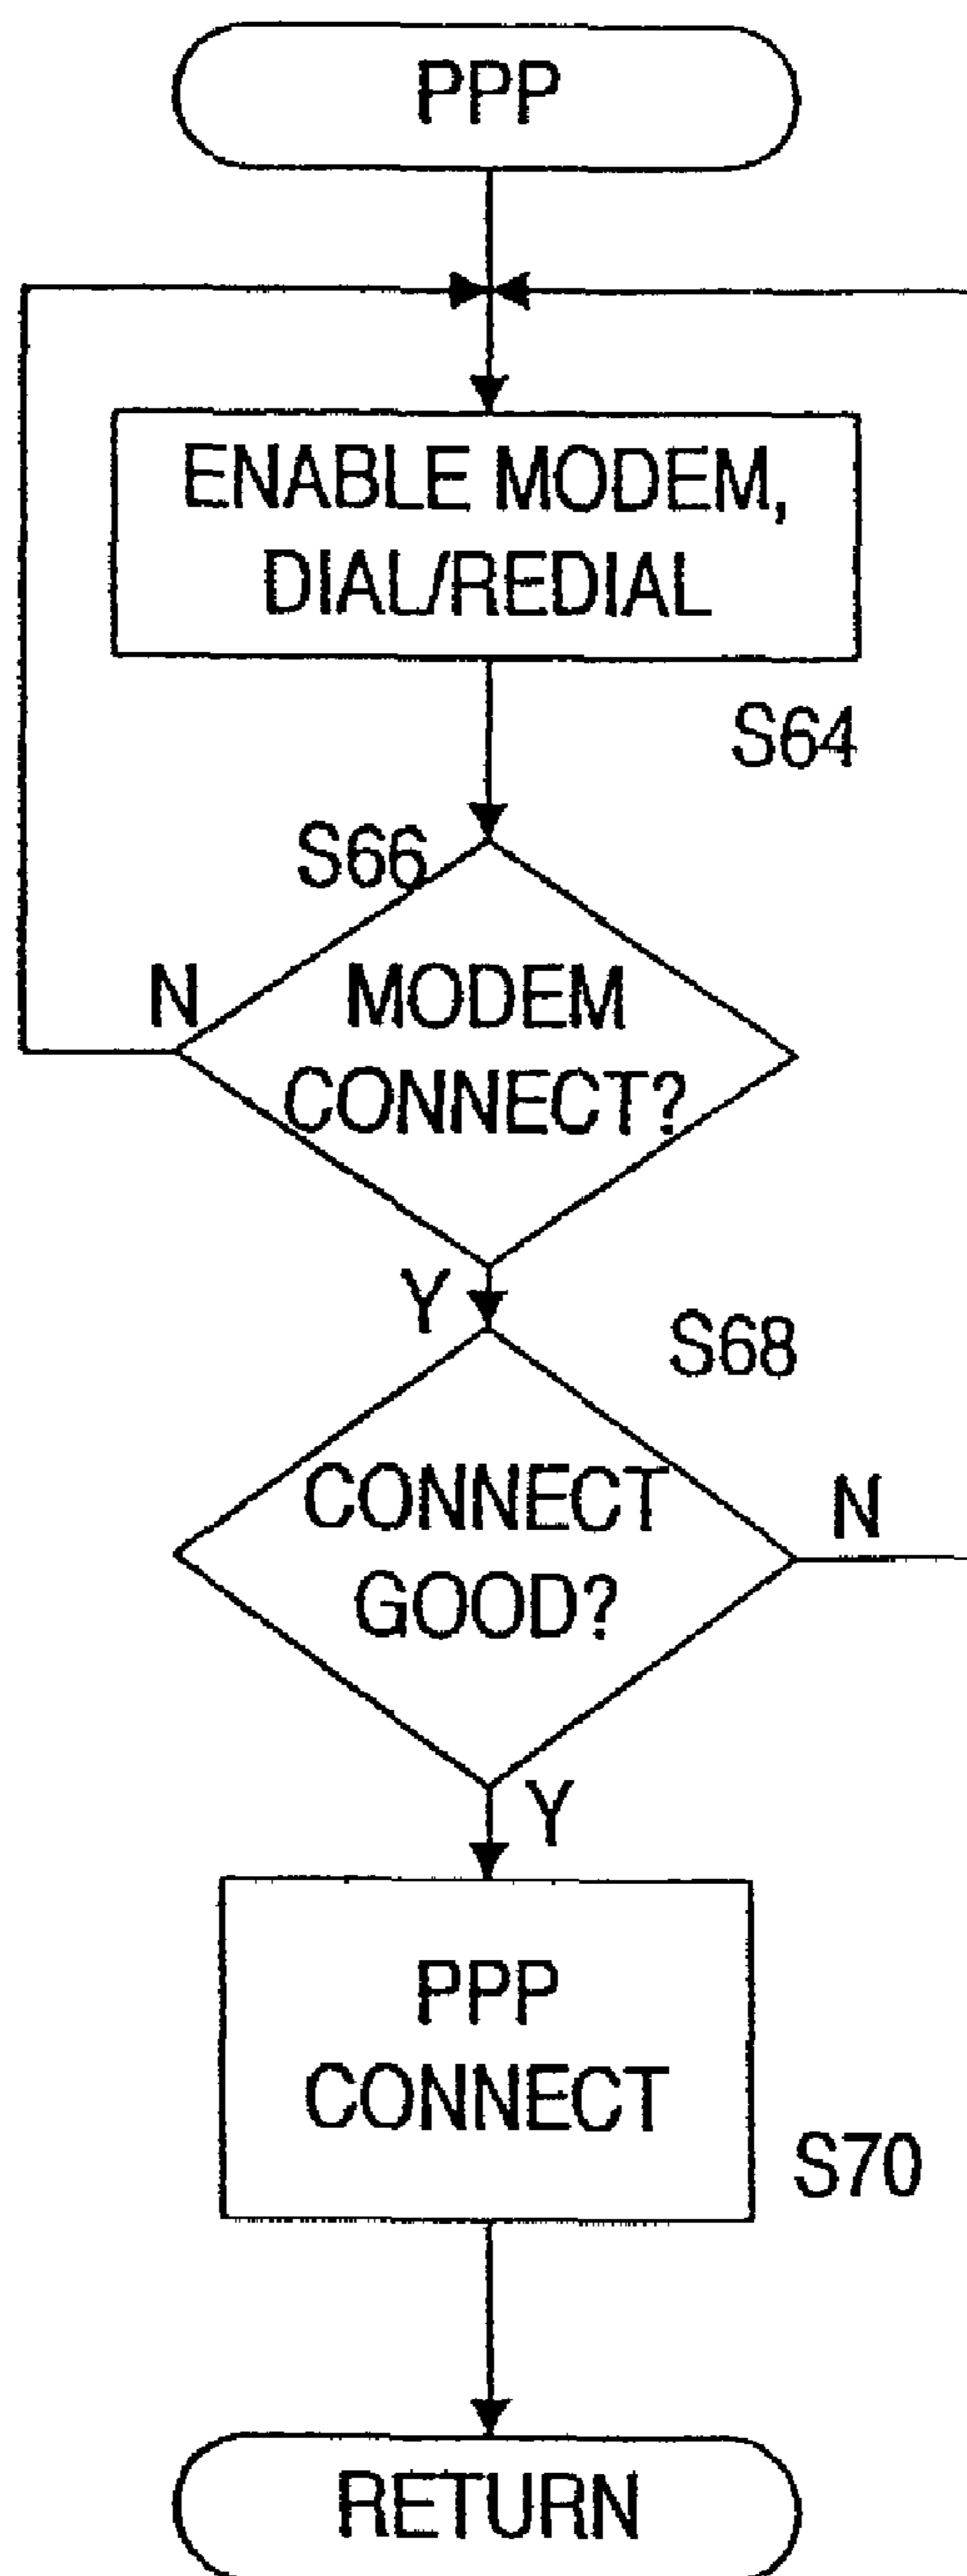 PPP
ENABLE MODEM,
DIAL/REDIAL
S64
S66
N
MODEM
CONNECT?
Y
S68
CONNECT
GOOD?
N
Y
PPP
CONNECT
S70
RETURN